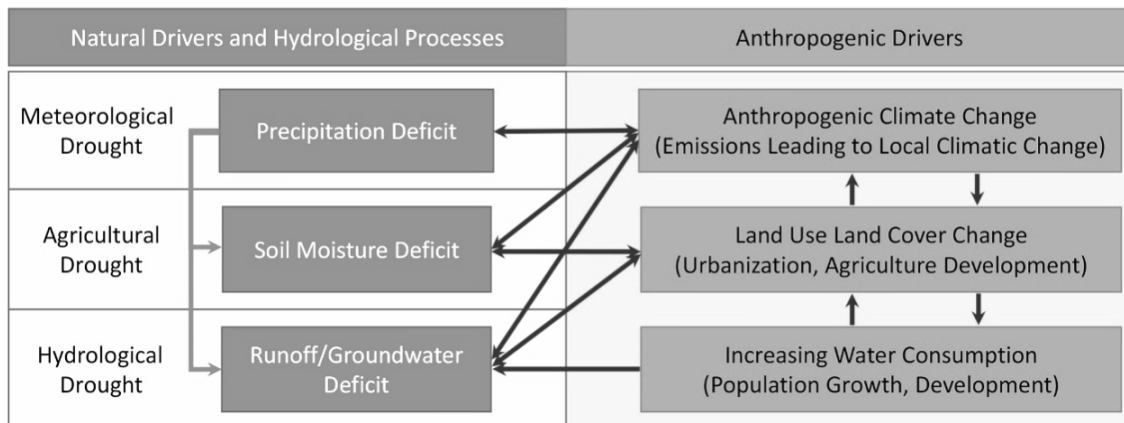 Natural Drivers and Hydrological Processes
Anthropogenic Drivers
Meteorological
Drought
Precipitation Deficit
Anthropogenic Climate Change
(Emissions Leading to Local Climatic Change)
Agricultural
Drought
Soil Moisture Deficit
Land Use Land Cover Change
(Urbanization, Agriculture Development)
Hydrological
Drought
Runoff/Groundwater
Deficit
Increasing Water Consumption
(Population Growth, Development)